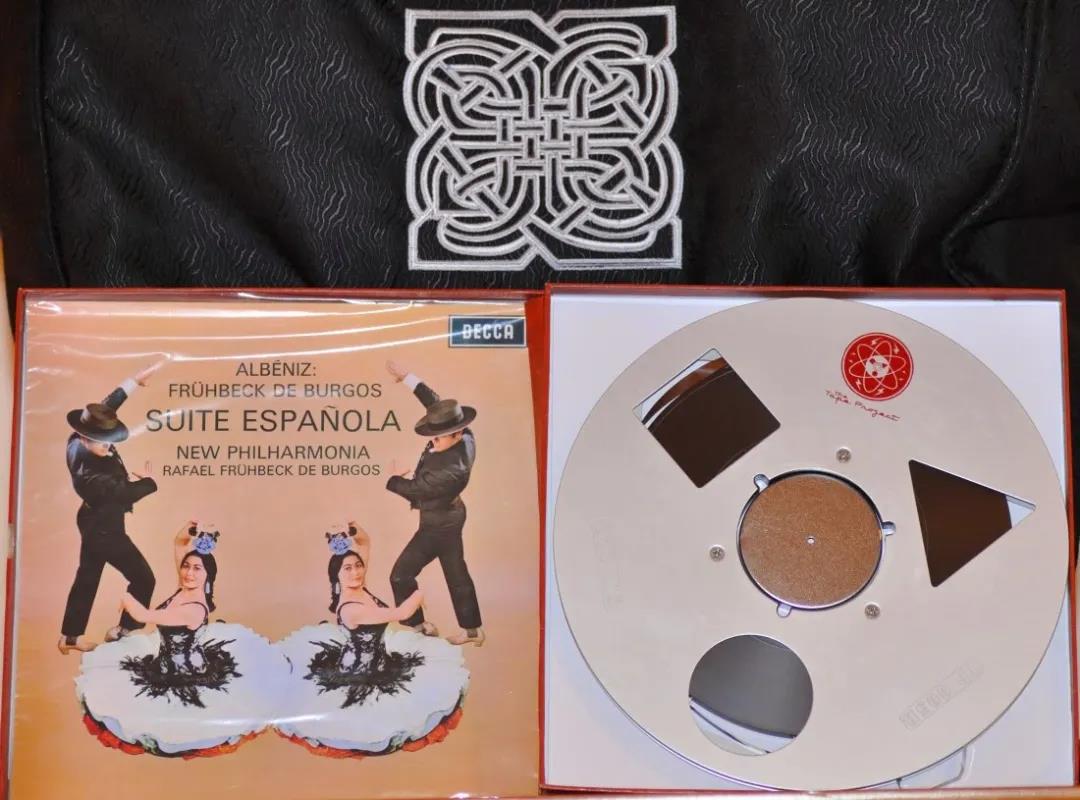 DECCA
ALBÉNIZ:
FRÜHBECK DE BURGOS
SUITE ESPAÑOLA
NEW PHILHARMONIA
RAFAEL FRÜHBECK DE BURGOS
The
Tape Project